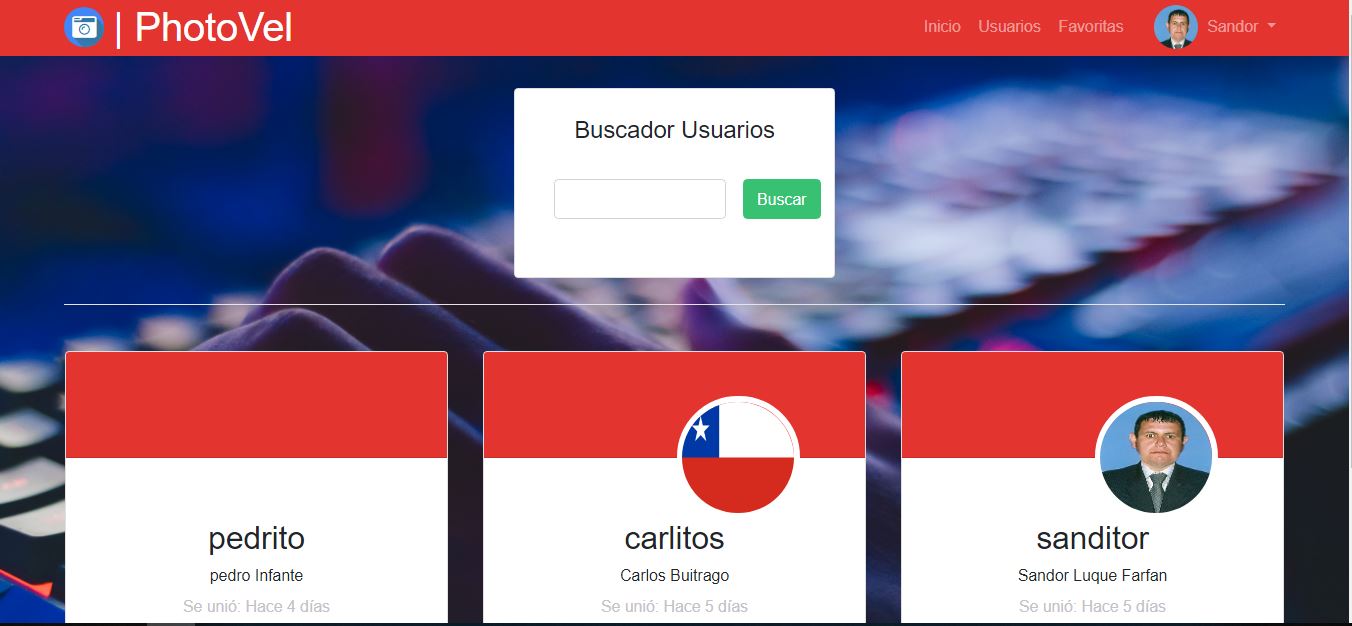 | PhotoVel
Inicio Usuarios Favoritas Sandor
Buscador Usuarios
Buscar
pedrito
pedro Infante
Se unió: Hace 4 días
carlitos
Carlos Buitrago
Se unió: Hace 5 días
sanditor
Sandor Luque Farfan
Se unió: Hace 5 días